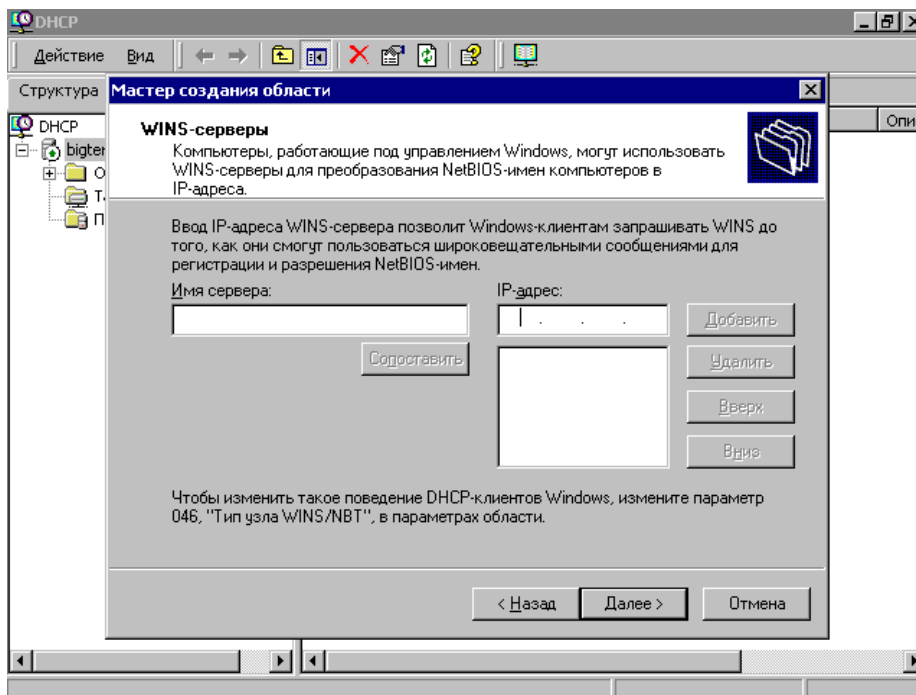 DHCP
Действие Вид
Структура
Мастер создания области
DHCP
Опи
WINS-серверы
Компьютеры, работающие под управлением Windows, могут использовать
WINS-серверы для преобразования NetBIOS-имен компьютеров в
IP-адреса.
bigter
О
П
Ввод IP-адреса WINS-сервера позволит Windows-клиентам запрашивать WINS до
того, как они смогут пользоваться широковещательными сообщениями для
регистрации и разрешения NetBIOS-имен.
Имя сервера: IP-адрес:
. . . Добавить
Сопоставить Удалить
Вверх
Вниз
Чтобы изменить такое поведение DHCP-клиентов Windows, измените параметр
046, "Тип узла WINS/NBT", в параметрах области.
< Назад Далее > Отмена